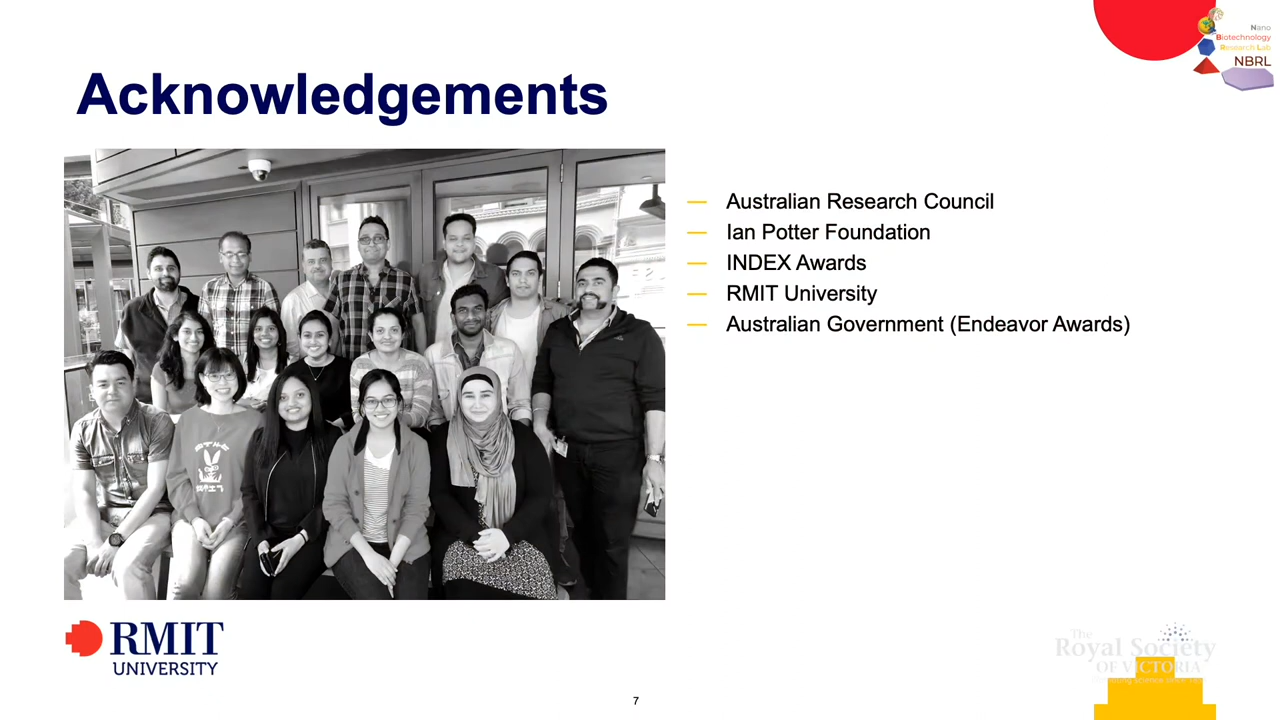 Nano
Biotechnology
Research Lab
NBRL
Acknowledgements
— Australian Research Council
— Ian Potter Foundation
— INDEX Awards
— RMIT University
— Australian Government (Endeavor Awards)
RMIT
UNIVERSITY
The
Royal Society
OF VICTORIA
7